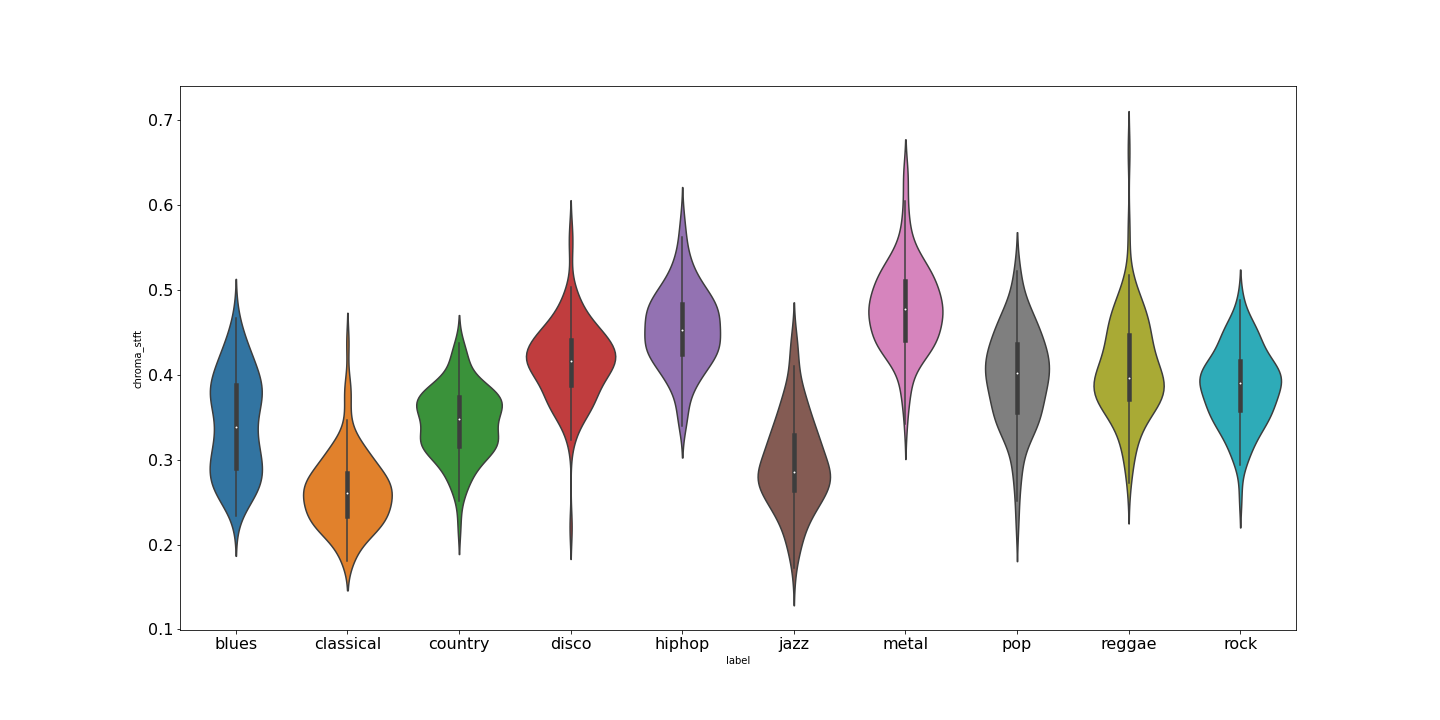 0.7
0.6
0.5
0.4
0.3
0.2
0.1
chroma_stft
blues classical country disco hiphop jazz metal pop reggae rock
label